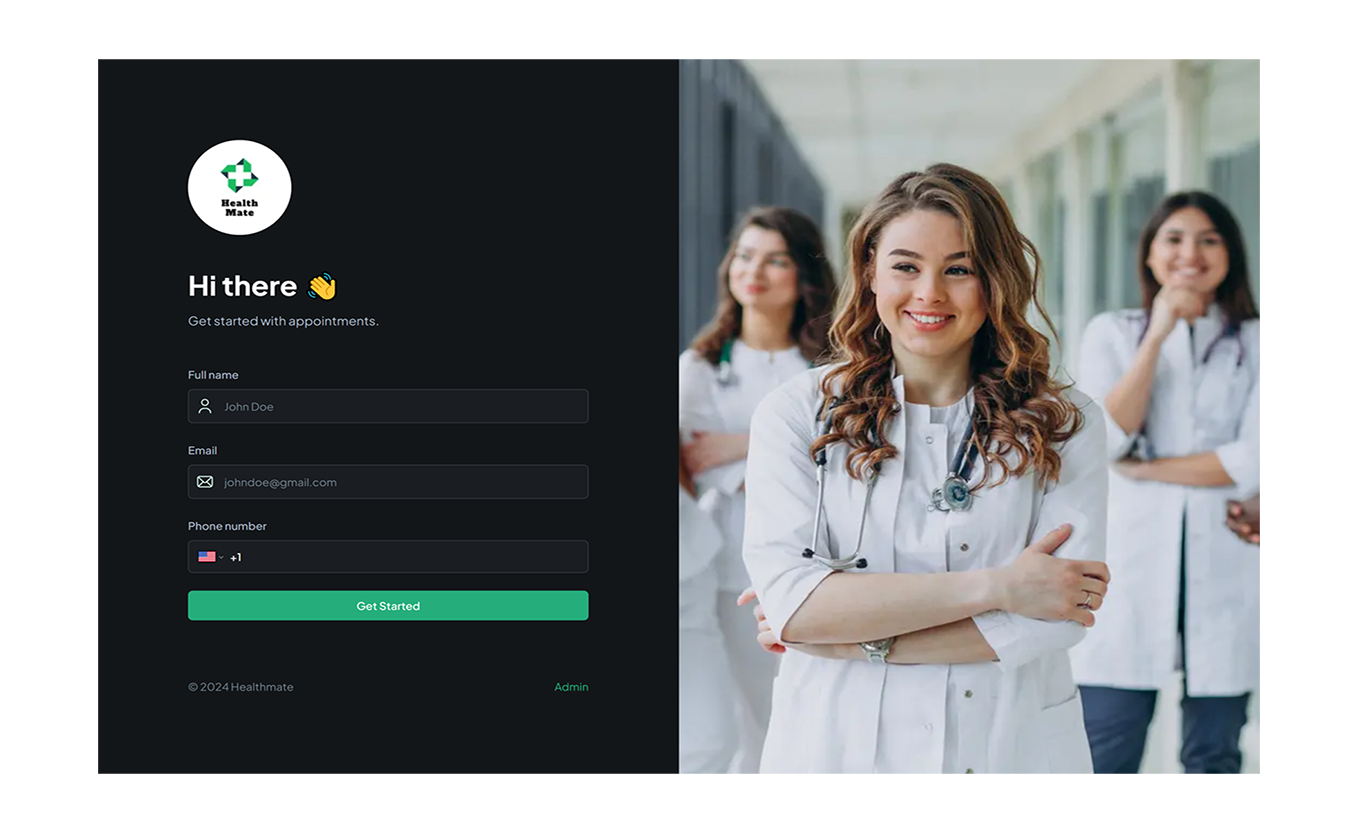 Health
Mate
Hi there 👋
Get started with appointments.
Full name
John Doe
Email
johndoe@gmail.com
Phone number
+1
Get Started
© 2024 Healthmate
Admin